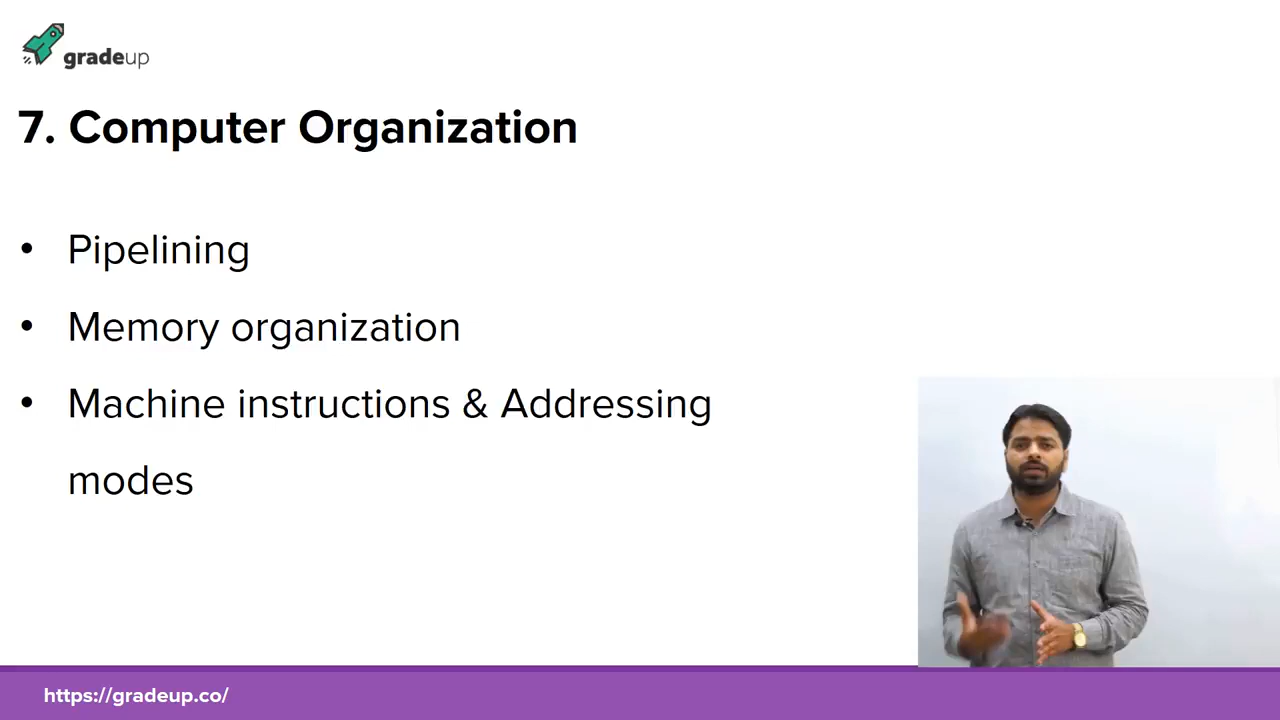 gradeup
7. Computer Organization
• Pipelining
• Memory organization
• Machine instructions & Addressing
modes
https://gradeup.co/